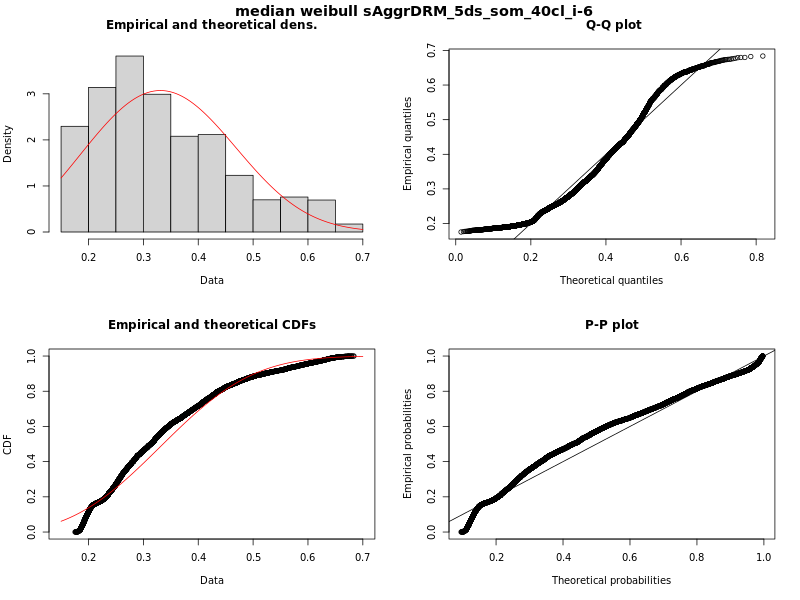 median weibull sAggrDRM_5ds_som_40cl_i-6
Empirical and theoretical dens.
Density
0 1 2 3
0.2 0.3 0.4 0.5 0.6 0.7
Data
Q-Q plot
Empirical quantiles
0.2 0.3 0.4 0.5 0.6 0.7
0.0 0.2 0.4 0.6 0.8
Theoretical quantiles
Empirical and theoretical CDFs
CDF
0.0 0.2 0.4 0.6 0.8 1.0
0.2 0.3 0.4 0.5 0.6 0.7
Data
P-P plot
Empirical probabilities
0.0 0.2 0.4 0.6 0.8 1.0
0.2 0.4 0.6 0.8 1.0
Theoretical probabilities